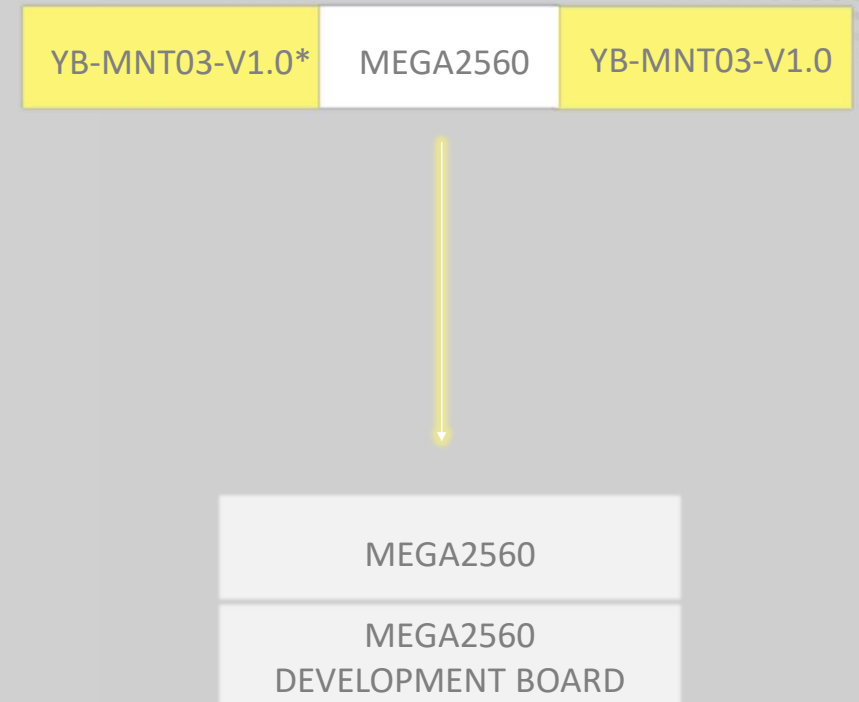 YB-MNT03-V1.0*
MEGA2560
YB-MNT03-V1.0
MEGA2560
MEGA2560
DEVELOPMENT BOARD